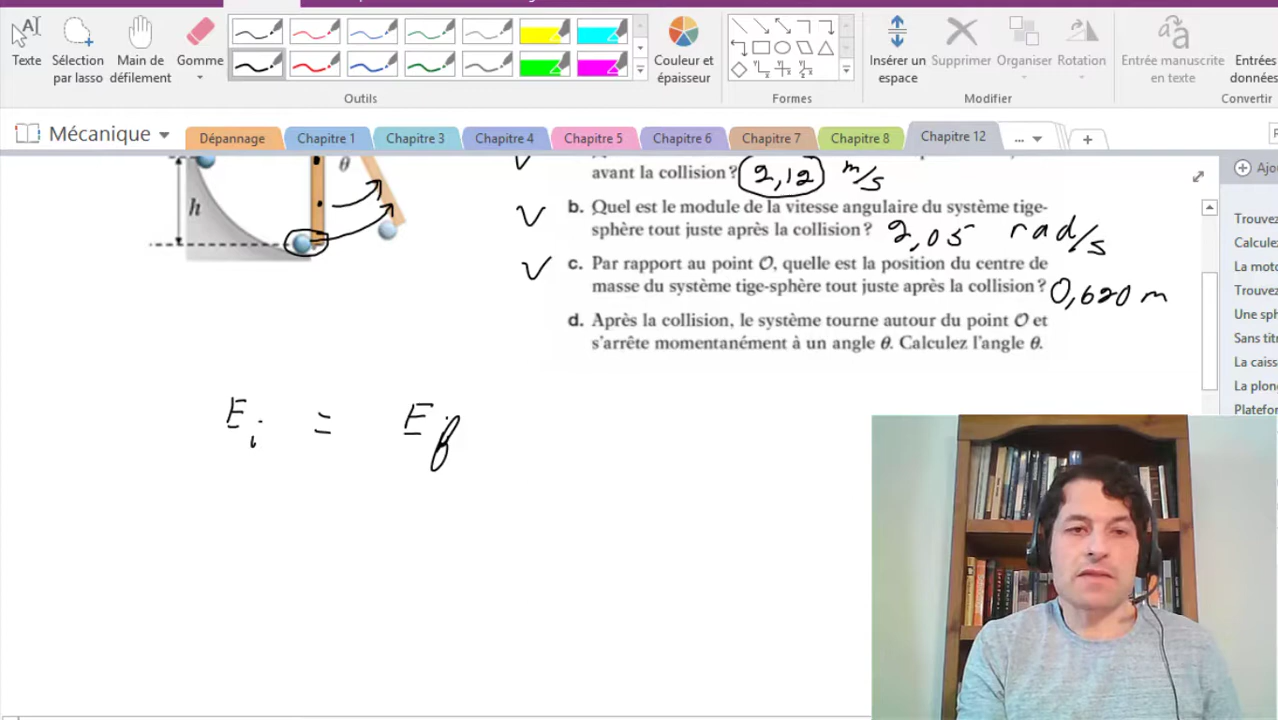 Texte
Sélection
par lasso
Main de
défilement
Gomme
Couleur et
épaisseur
Insérer un
espace
Supprimer
Organiser
Rotation
Entrée manuscrite
en texte
Entrées
données
Outils
Formes
Modifier
Convertir
Mécanique
Dépannage
Chapitre 1
Chapitre 3
Chapitre 4
Chapitre 5
Chapitre 6
Chapitre 7
Chapitre 8
Chapitre 12
...
+
Ajou
θ
h
avant la collision ? 2,12 m/s
b. Quel est le module de la vitesse angulaire du système tige-
sphère tout juste après la collision ? 2,05 rad/s
c. Par rapport au point O, quelle est la position du centre de
masse du système tige-sphère tout juste après la collision ? 0,620 m
d. Après la collision, le système tourne autour du point O et
s'arrête momentanément à un angle θ. Calculez l'angle θ.
Ei = Ef
Trouvez
Calcule
La moto
Trouvez
Une sph
Sans titr
La caiss
La plon
Platefor